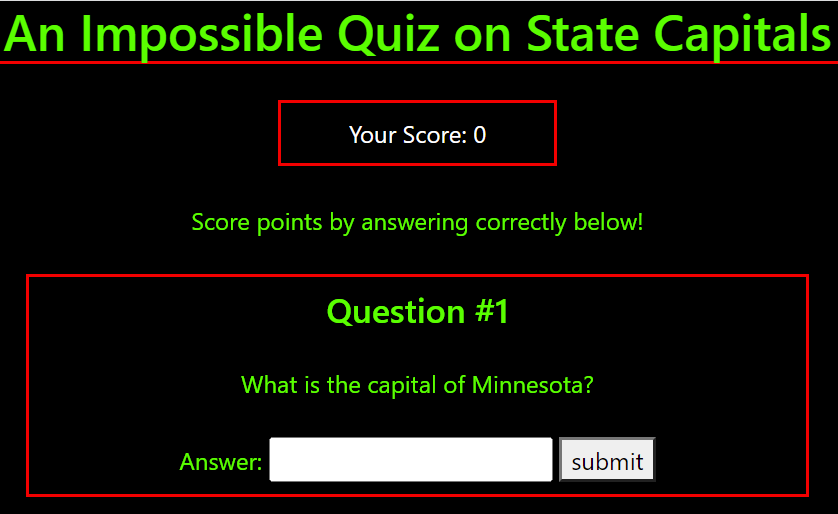 An Impossible Quiz on State Capitals
Your Score: 0
Score points by answering correctly below!
Question #1
What is the capital of Minnesota?
Answer: submit